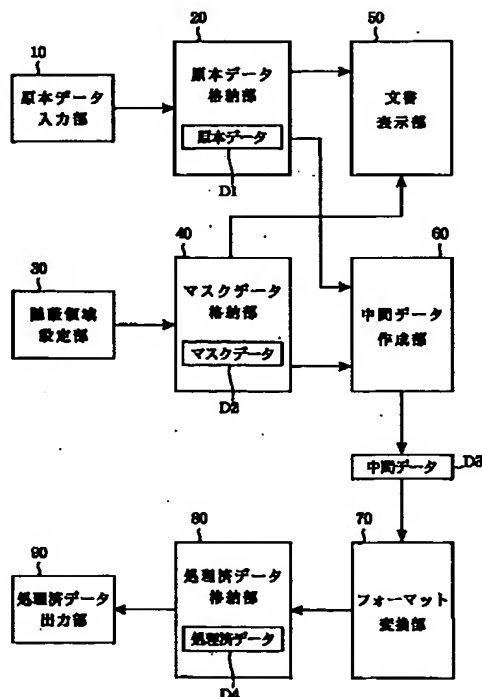 10
原本データ
入力部
20
原本データ
格納部
原本データ
D1
50
文書
表示部
30
隠蔽領域
設定部
40
マスクデータ
格納部
マスクデータ
D2
60
中間データ
作成部
中間データ
D3
90
処理済データ
出力部
80
処理済データ
格納部
処理済データ
D4
70
フォーマット
変換部